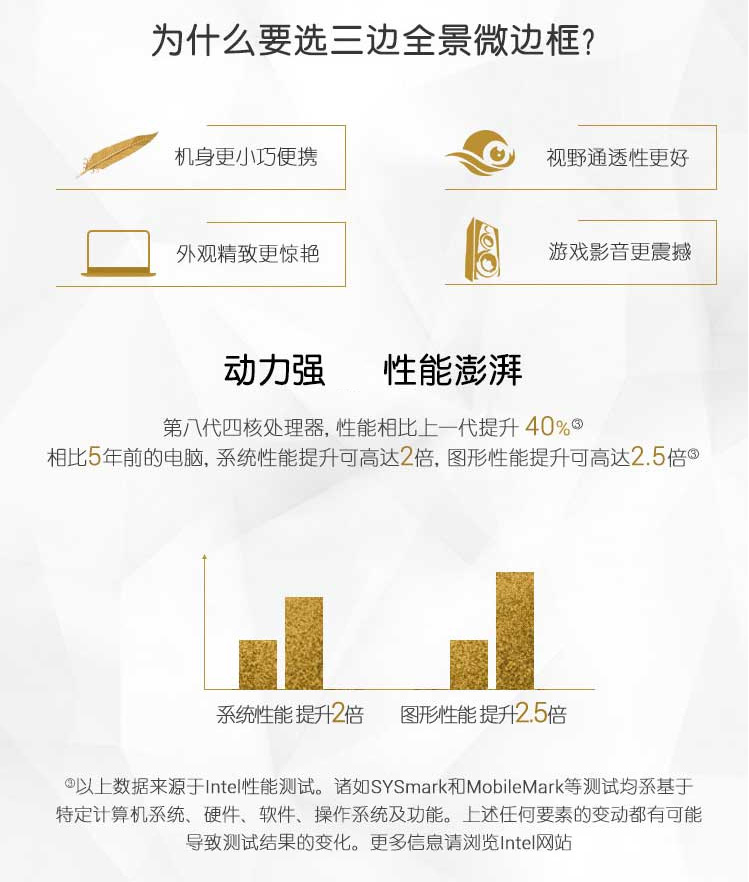 为什么要选三边全景微边框?
机身更小巧便携
视野通透性更好
外观精致更惊艳
游戏影音更震撼
动力强 性能澎湃
第八代四核处理器, 性能相比上一代提升 40%③
相比5年前的电脑, 系统性能提升可高达2倍, 图形性能提升可高达2.5倍③
系统性能 提升2倍
图形性能 提升2.5倍
③以上数据来源于Intel性能测试。诸如SYSmark和MobileMark等测试均系基于
特定计算机系统、硬件、软件、操作系统及功能。上述任何要素的变动都有可能
导致测试结果的变化。更多信息请浏览Intel网站